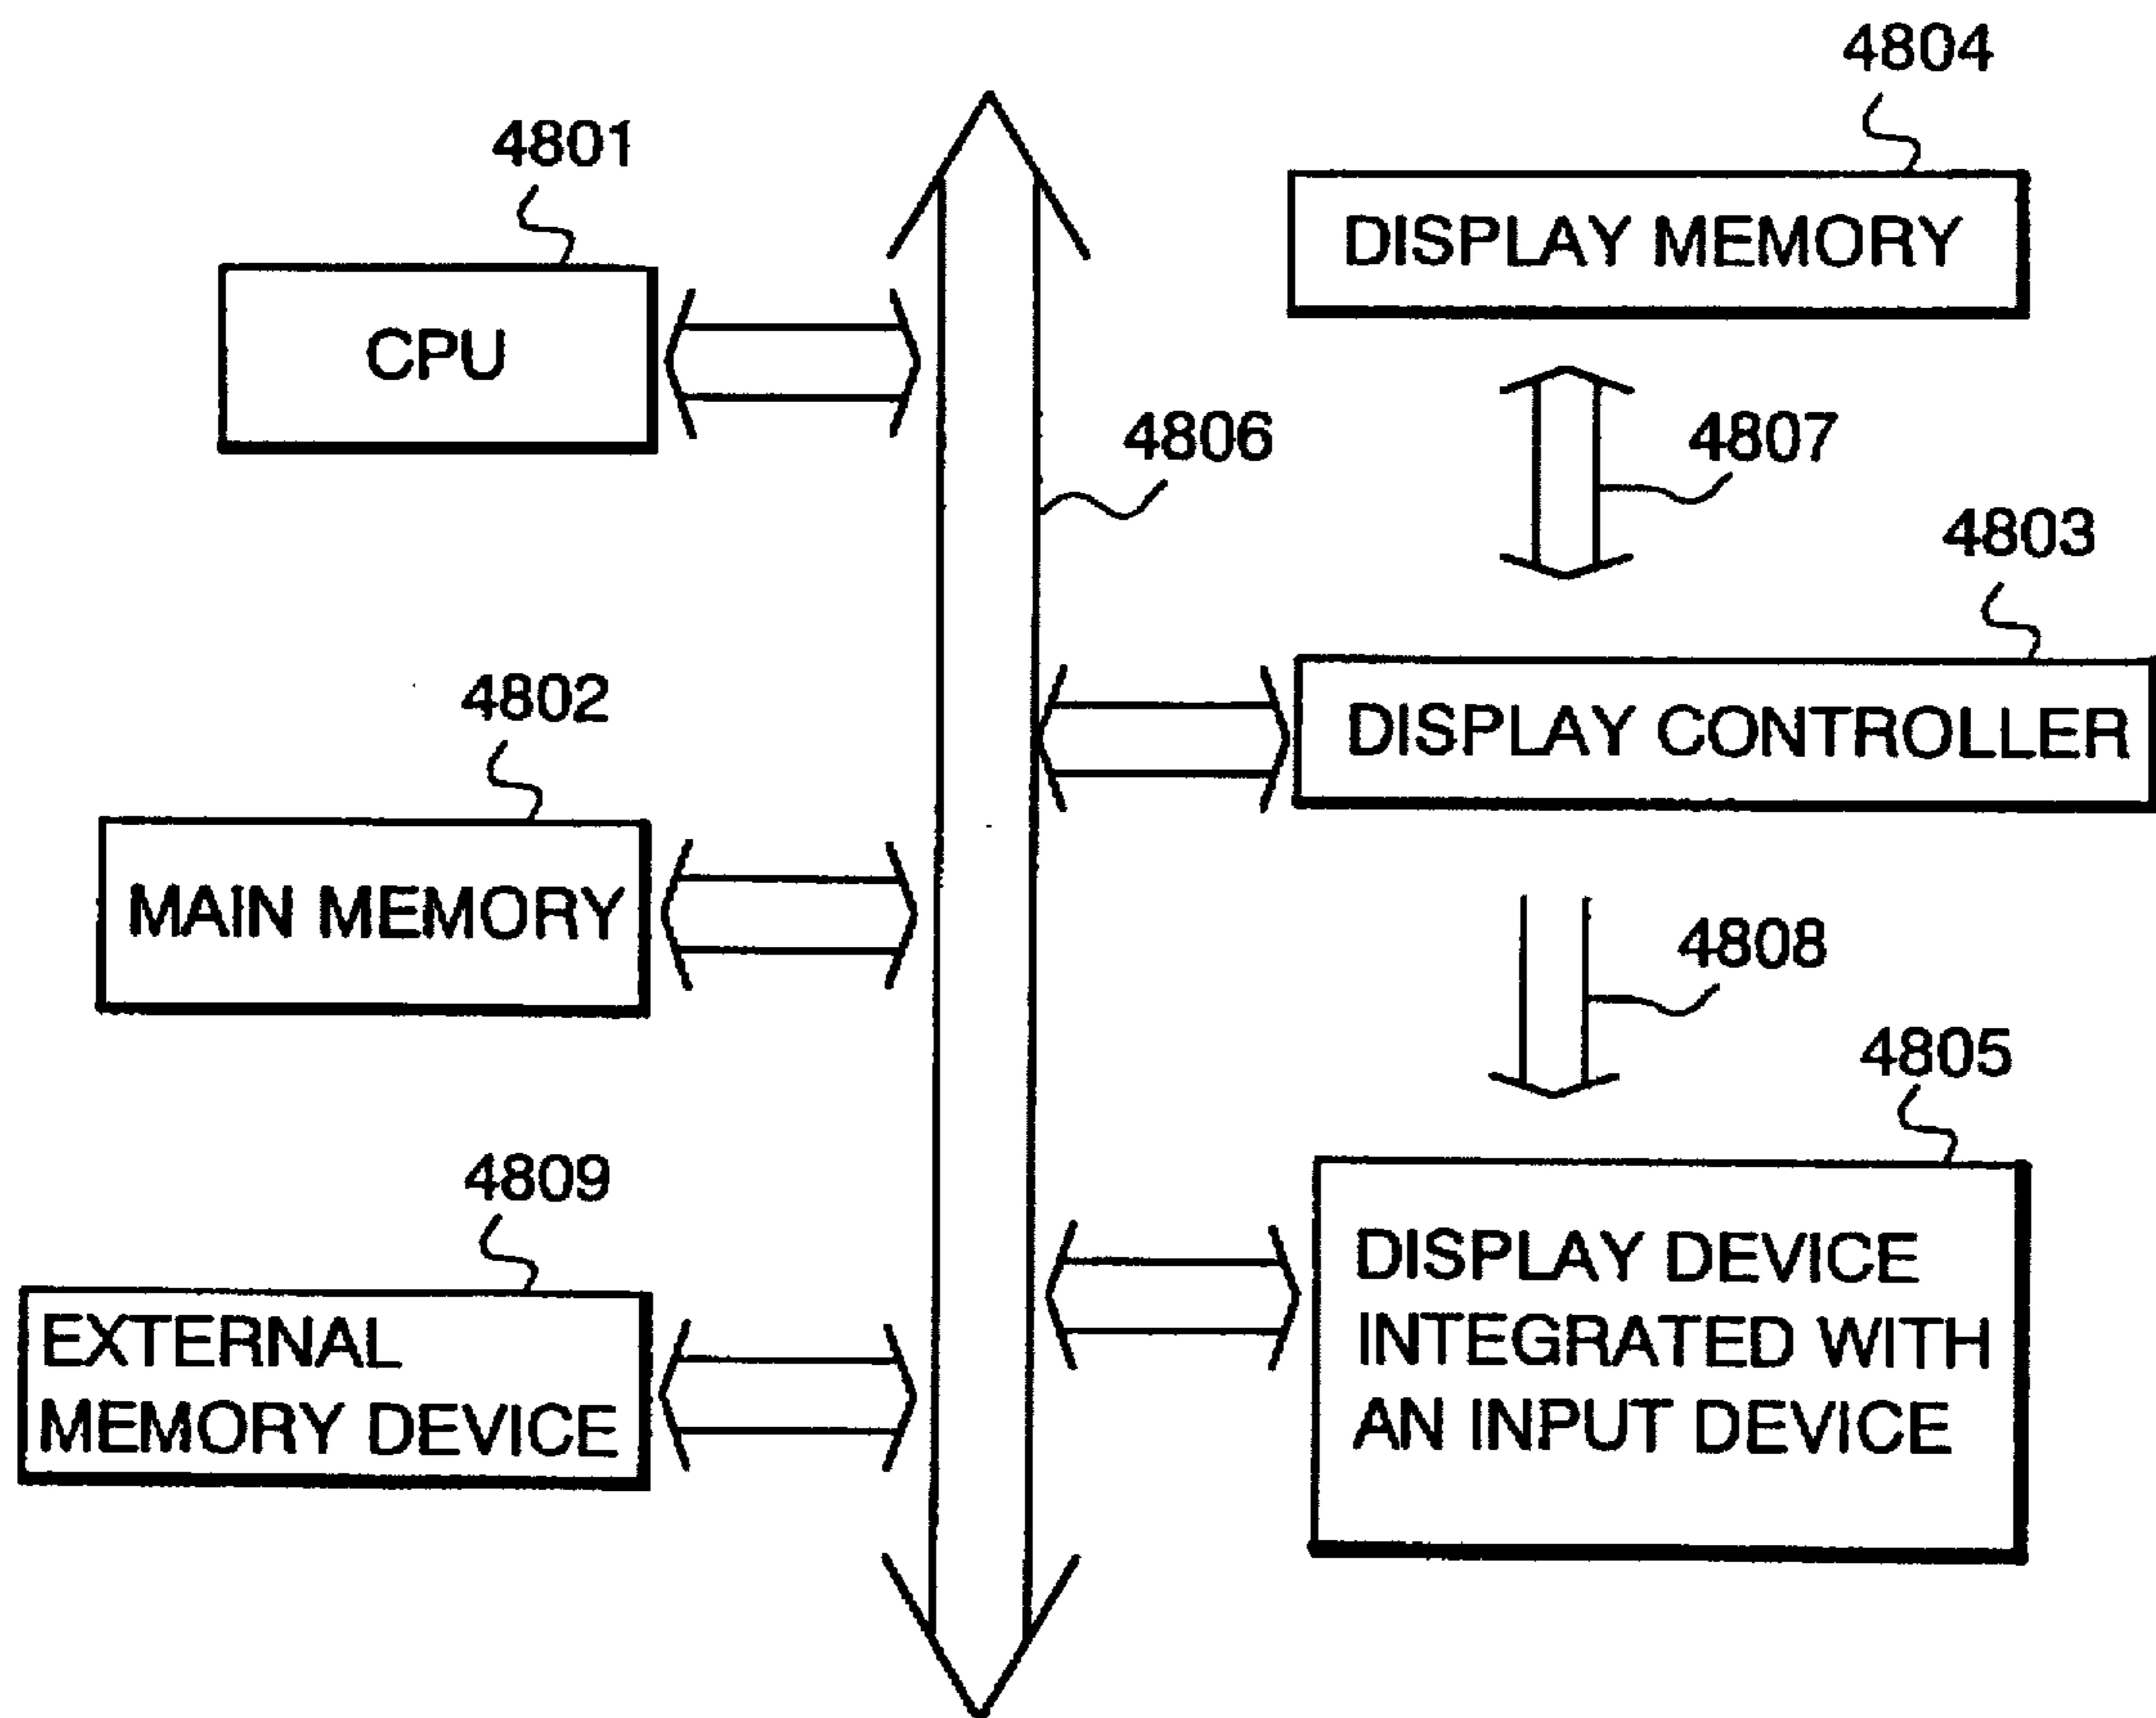 4804
4801
DISPLAY MEMORY
CPU
4806
4807
4803
4802
DISPLAY CONTROLLER
MAIN MEMORY
4808
4805
4809
DISPLAY DEVICE
INTEGRATED WITH
AN INPUT DEVICE
EXTERNAL
MEMORY DEVICE